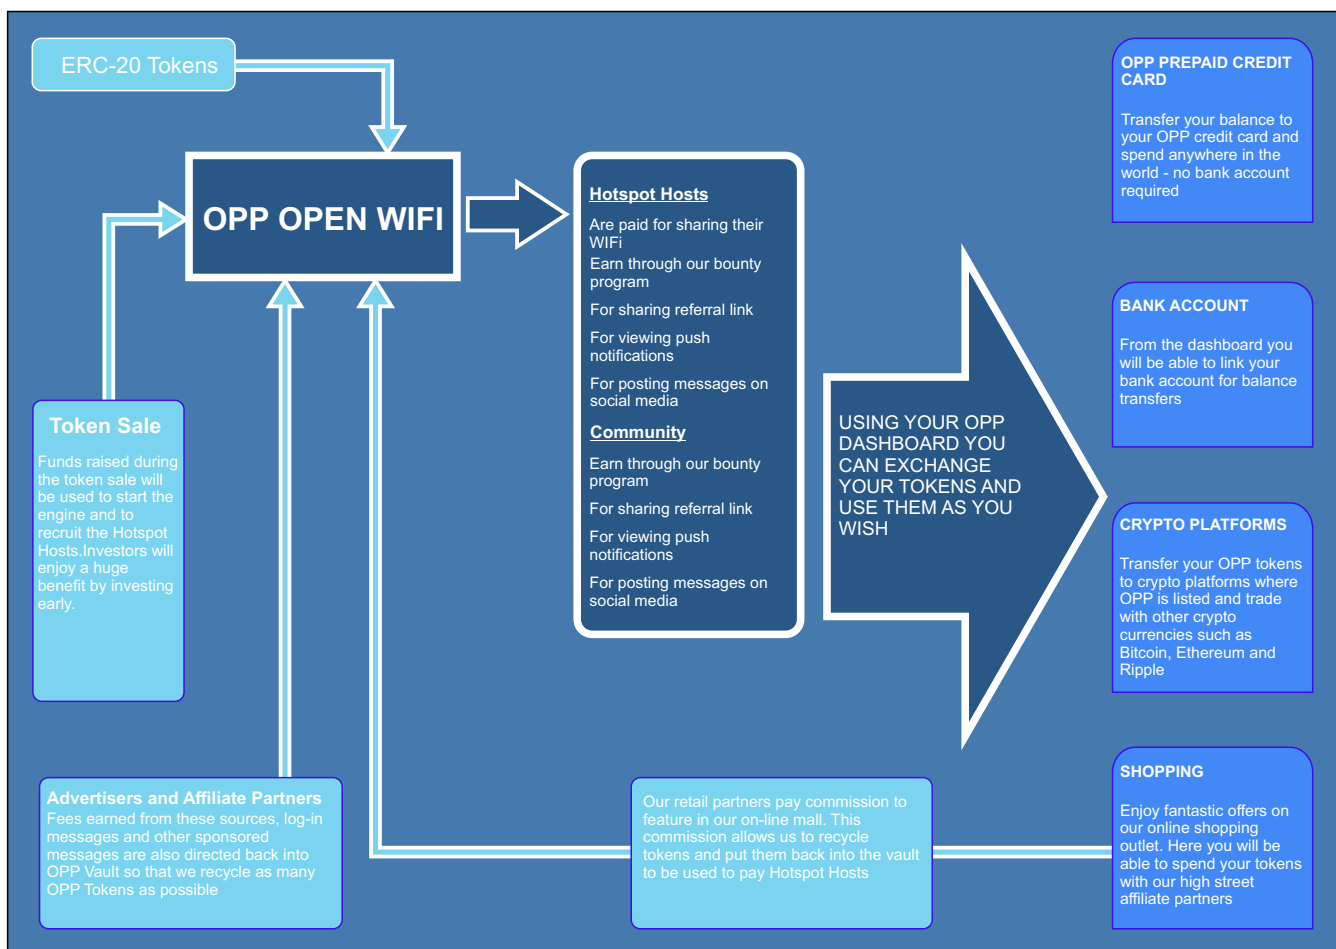 ERC-20 Tokens
OPP OPEN WIFI
Token Sale
Funds raised during
the token sale will
be used to start the
engine and to
recruit the Hotspot
Hosts.Investors will
enjoy a huge
benefit by investing
early.
Advertisers and Affiliate Partners
Fees earned from these sources, log-in
messages and other sponsored
messages are also directed back into
OPP Vault so that we recycle as many
OPP Tokens as possible
Hotspot Hosts
Are paid for sharing their
WIFi
Earn through our bounty
program
For sharing referral link
For viewing push
notifications
For posting messages on
social media
Community
Earn through our bounty
program
For sharing referral link
For viewing push
notifications
For posting messages on
social media
Our retail partners pay commission to
feature in our on-line mall. This
commission allows us to recycle
tokens and put them back into the vault
to be used to pay Hotspot Hosts
USING YOUR OPP
DASHBOARD YOU
CAN EXCHANGE
YOUR TOKENS AND
USE THEM AS YOU
WISH
OPP PREPAID CREDIT
CARD
Transfer your balance to
your OPP credit card and
spend anywhere in the
world - no bank account
required
BANK ACCOUNT
From the dashboard you
will be able to link your
bank account for balance
transfers
CRYPTO PLATFORMS
Transfer your OPP tokens
to crypto platforms where
OPP is listed and trade
with other crypto
currencies such as
Bitcoin, Ethereum and
Ripple
SHOPPING
Enjoy fantastic offers on
our online shopping
outlet. Here you will be
able to spend your tokens
with our high street
affiliate partners